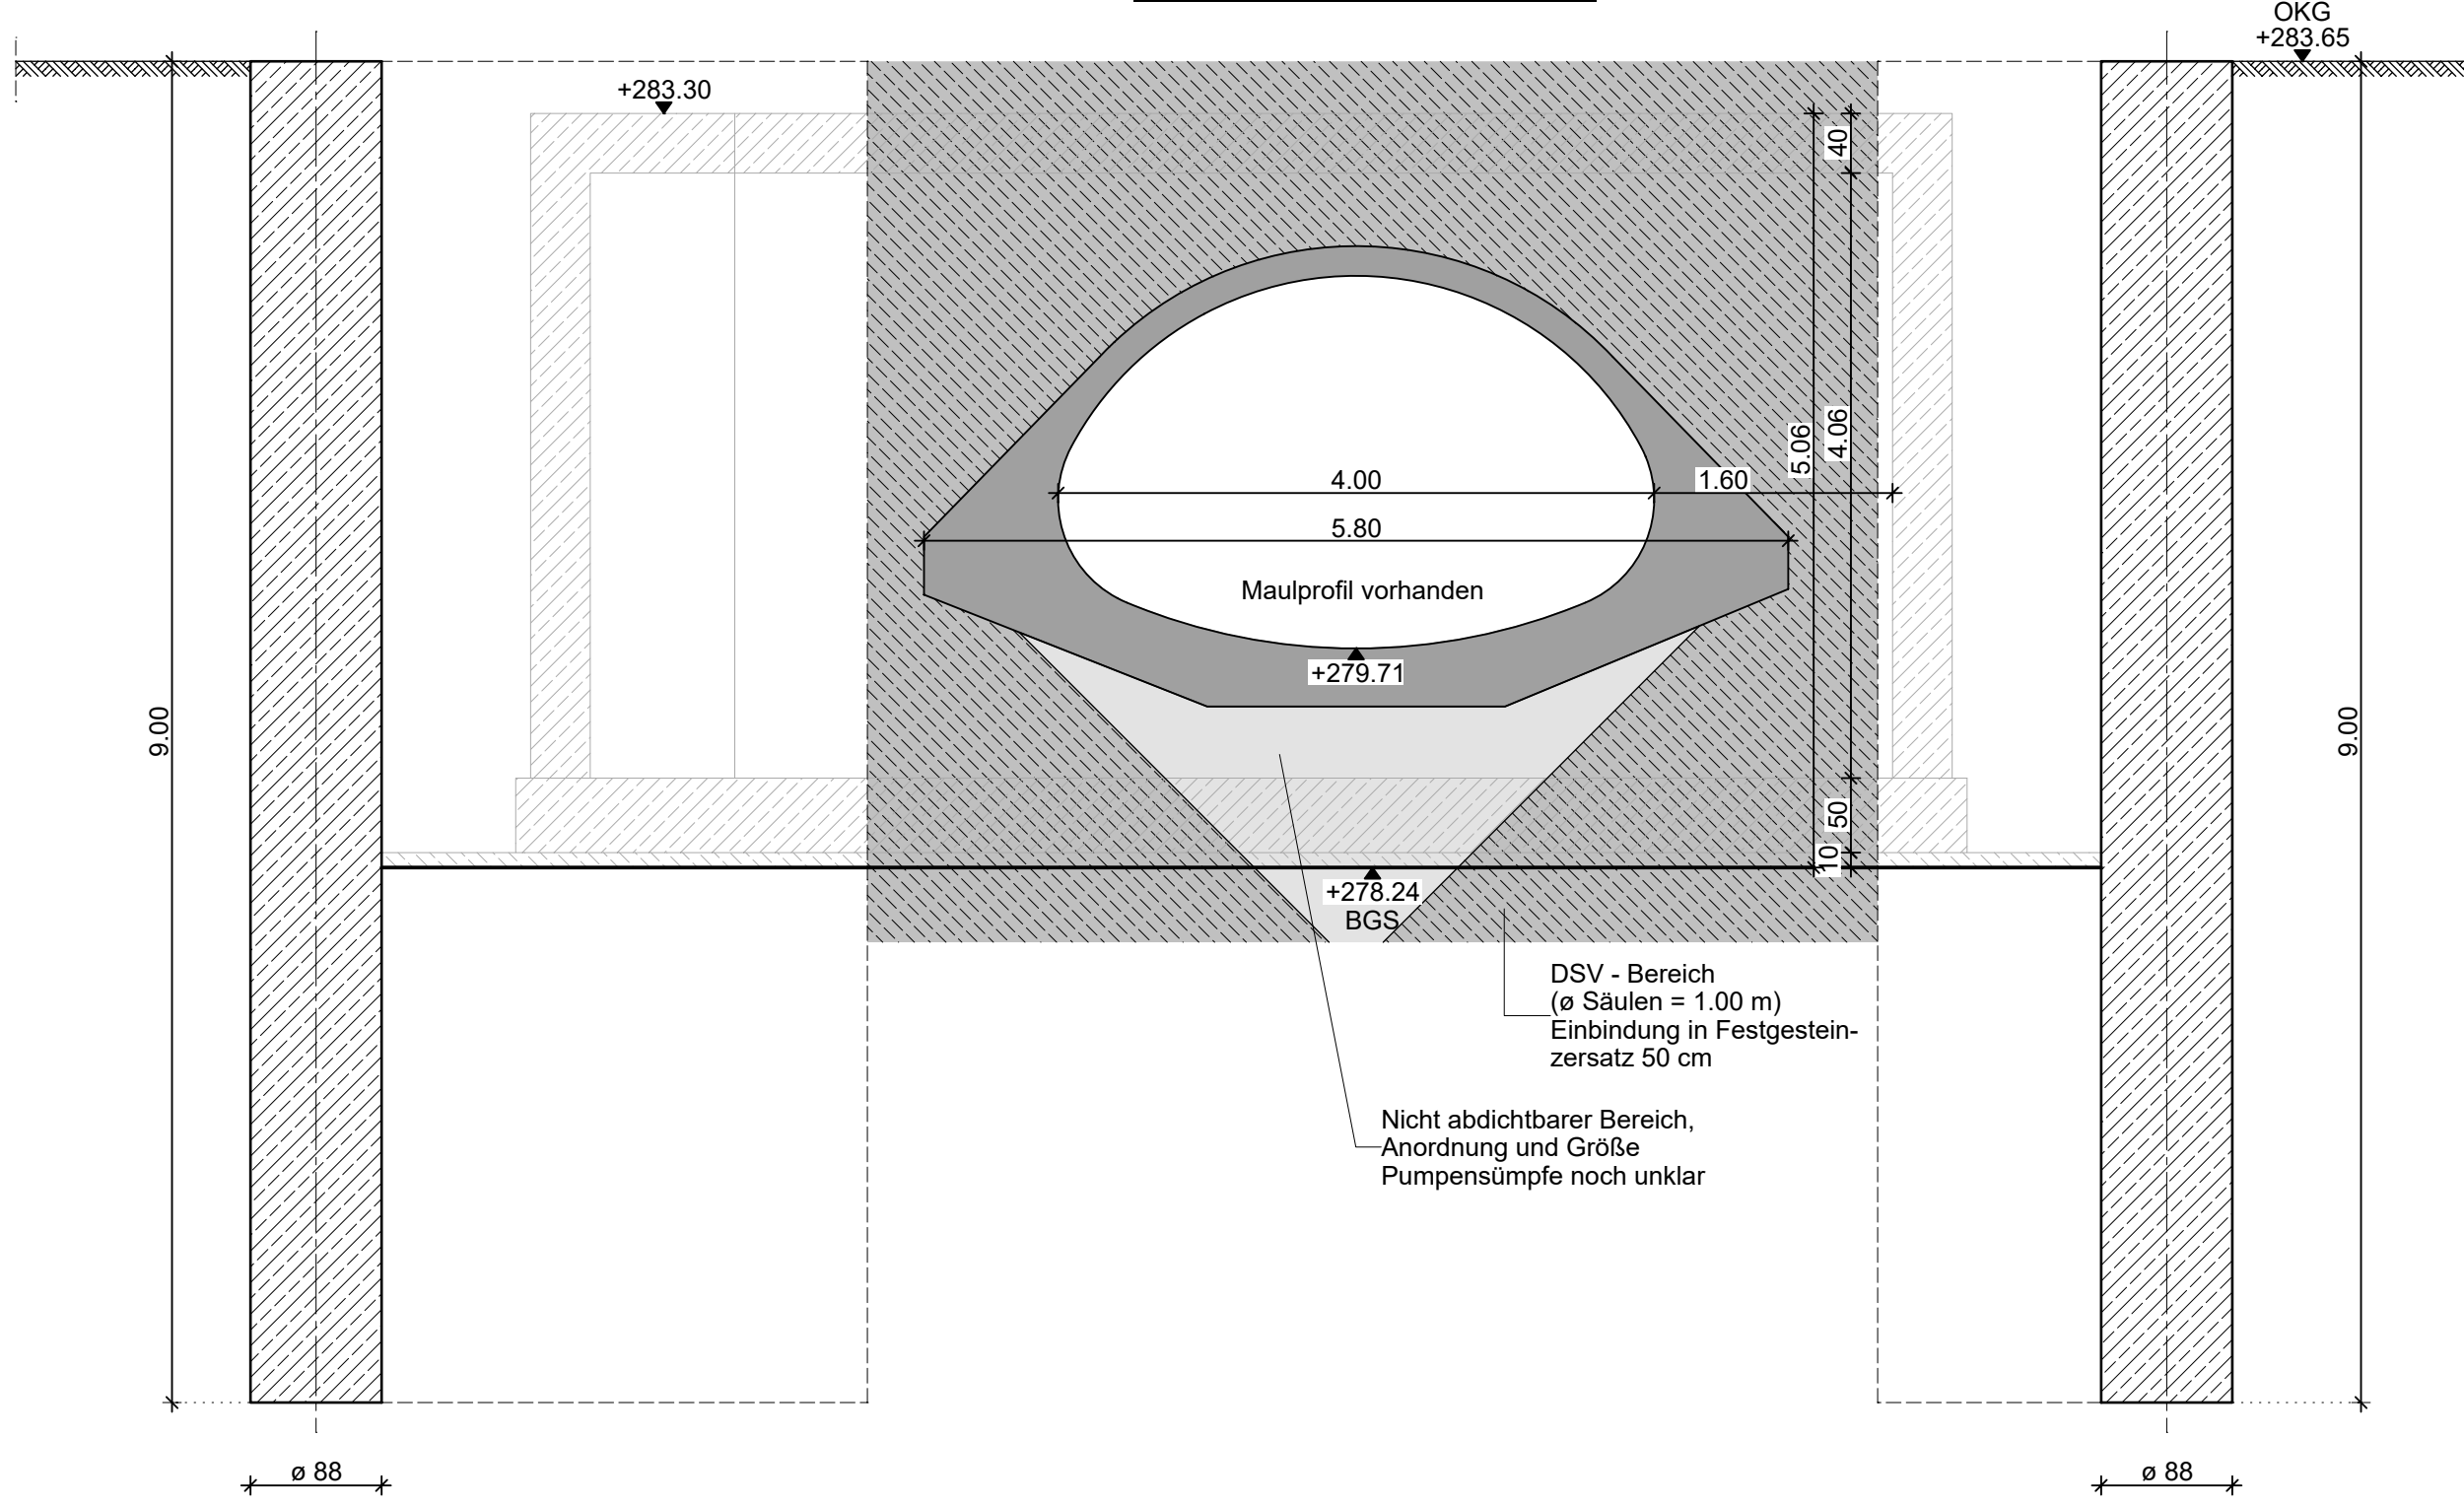 OKG
+283.65
+283.30
40
5.06
4.06
4.00
1.60
5.80
Maulprofil vorhanden
+279.71
9.00
9.00
50
10
+278.24
BGS
DSV - Bereich
(ø Säulen = 1.00 m)
Einbindung in Festgestein-
zersatz 50 cm
Nicht abdichtbarer Bereich,
Anordnung und Größe
Pumpensümpfe noch unklar
ø 88
ø 88